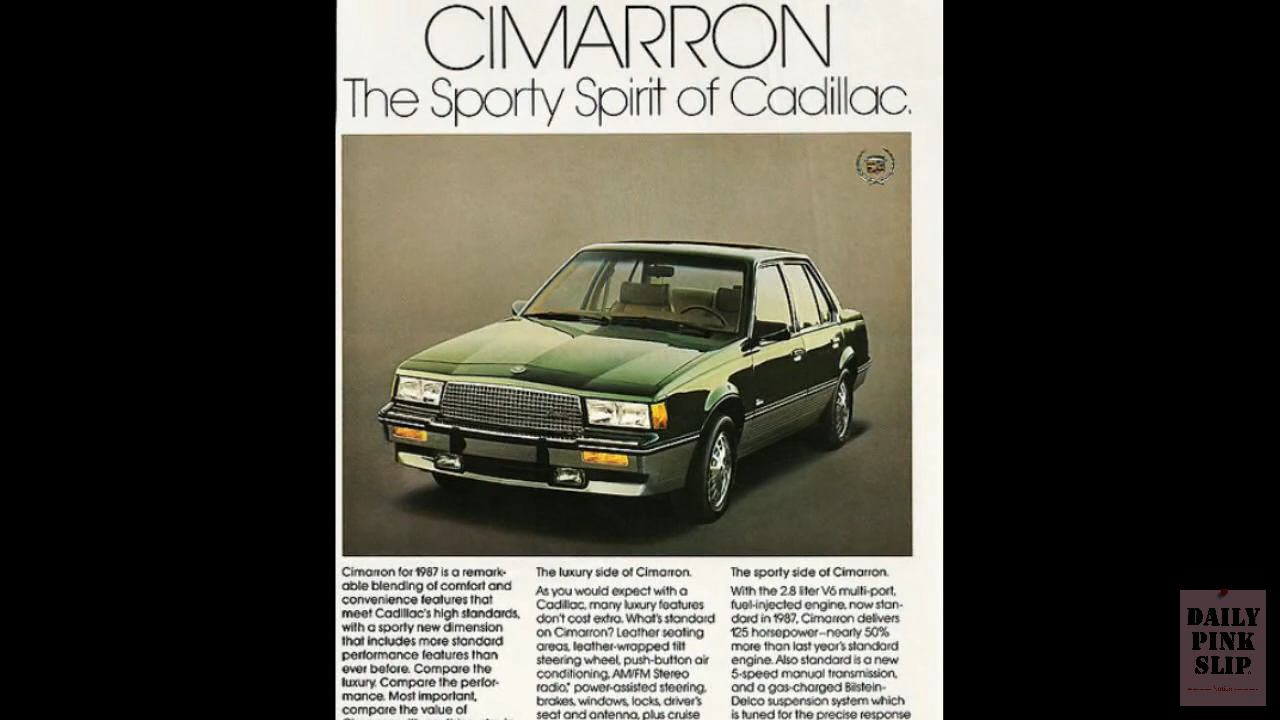 CIMARRON
The Sporty Spirit of Cadillac.
Cimarron for 1987 is a remark-
able blending of comfort and
convenience features that
meet Cadillac's high standards,
with a sporty new dimension
that includes more standard
performance features than
ever before. Compare the
luxury. Compare the perfor-
mance. Most important,
compare the value of
The luxury side of Cimarron.
As you would expect with a
Cadillac, many luxury features
don't cost extra. What's standard
on Cimarron? Leather seating
areas, leather-wrapped tilt
steering wheel, push-button air
conditioning, AM/FM Stereo
radio,* power-assisted steering,
brakes, windows, locks, driver's
seat and antenna, plus cruise
The sporty side of Cimarron.
With the 2.8 liter V6 multi-port,
fuel-injected engine, now stan-
dard in 1987, Cimarron delivers
125 horsepower—nearly 50%
more than last year's standard
engine. Also standard is a new
5-speed manual transmission,
and a gas-charged Bilstein-
Delco suspension system which
is tuned for the precise response
DAILY
PINK
SLIP